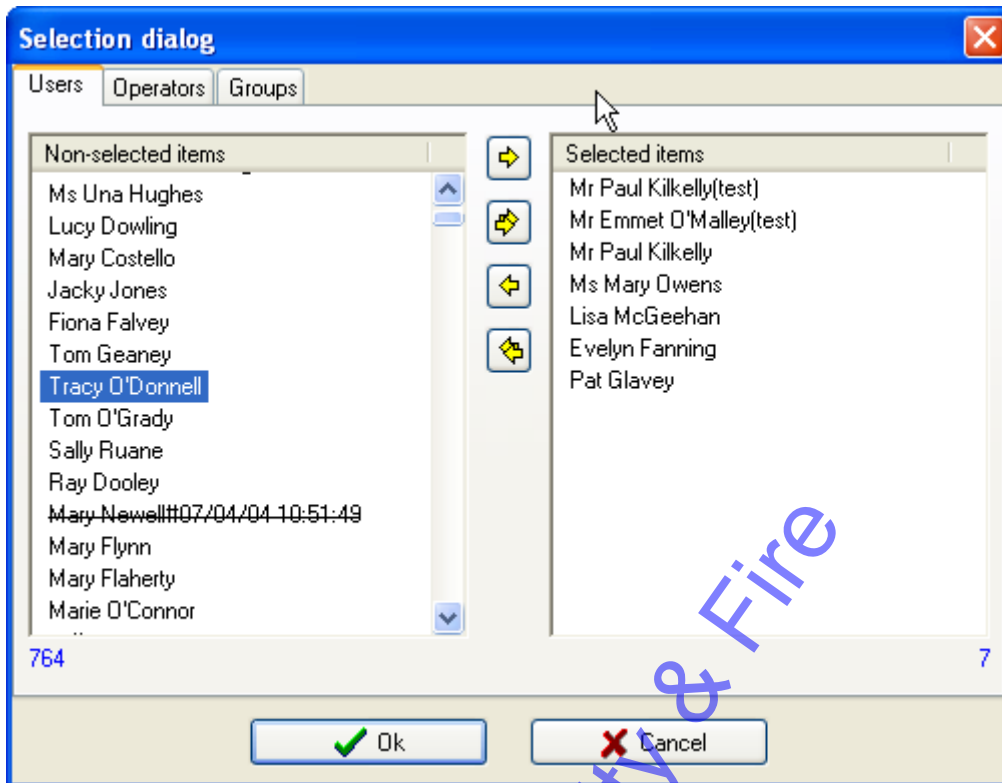 Selection dialog
Users Operators Groups
Non-selected items
Ms Una Hughes
Lucy Dowling
Mary Costello
Jacky Jones
Fiona Falvey
Tom Geaney
Tracy O'Donnell
Tom O'Grady
Sally Ruane
Ray Dooley
Mary Newell#07/04/04 10:51:49
Mary Flynn
Mary Flaherty
Marie O'Connor
764
Selected items
Mr Paul Kilkelly(test)
Mr Emmet O'Malley(test)
Mr Paul Kilkelly
Ms Mary Owens
Lisa McGeehan
Evelyn Fanning
Pat Glavey
7
Ok Cancel
& Fire